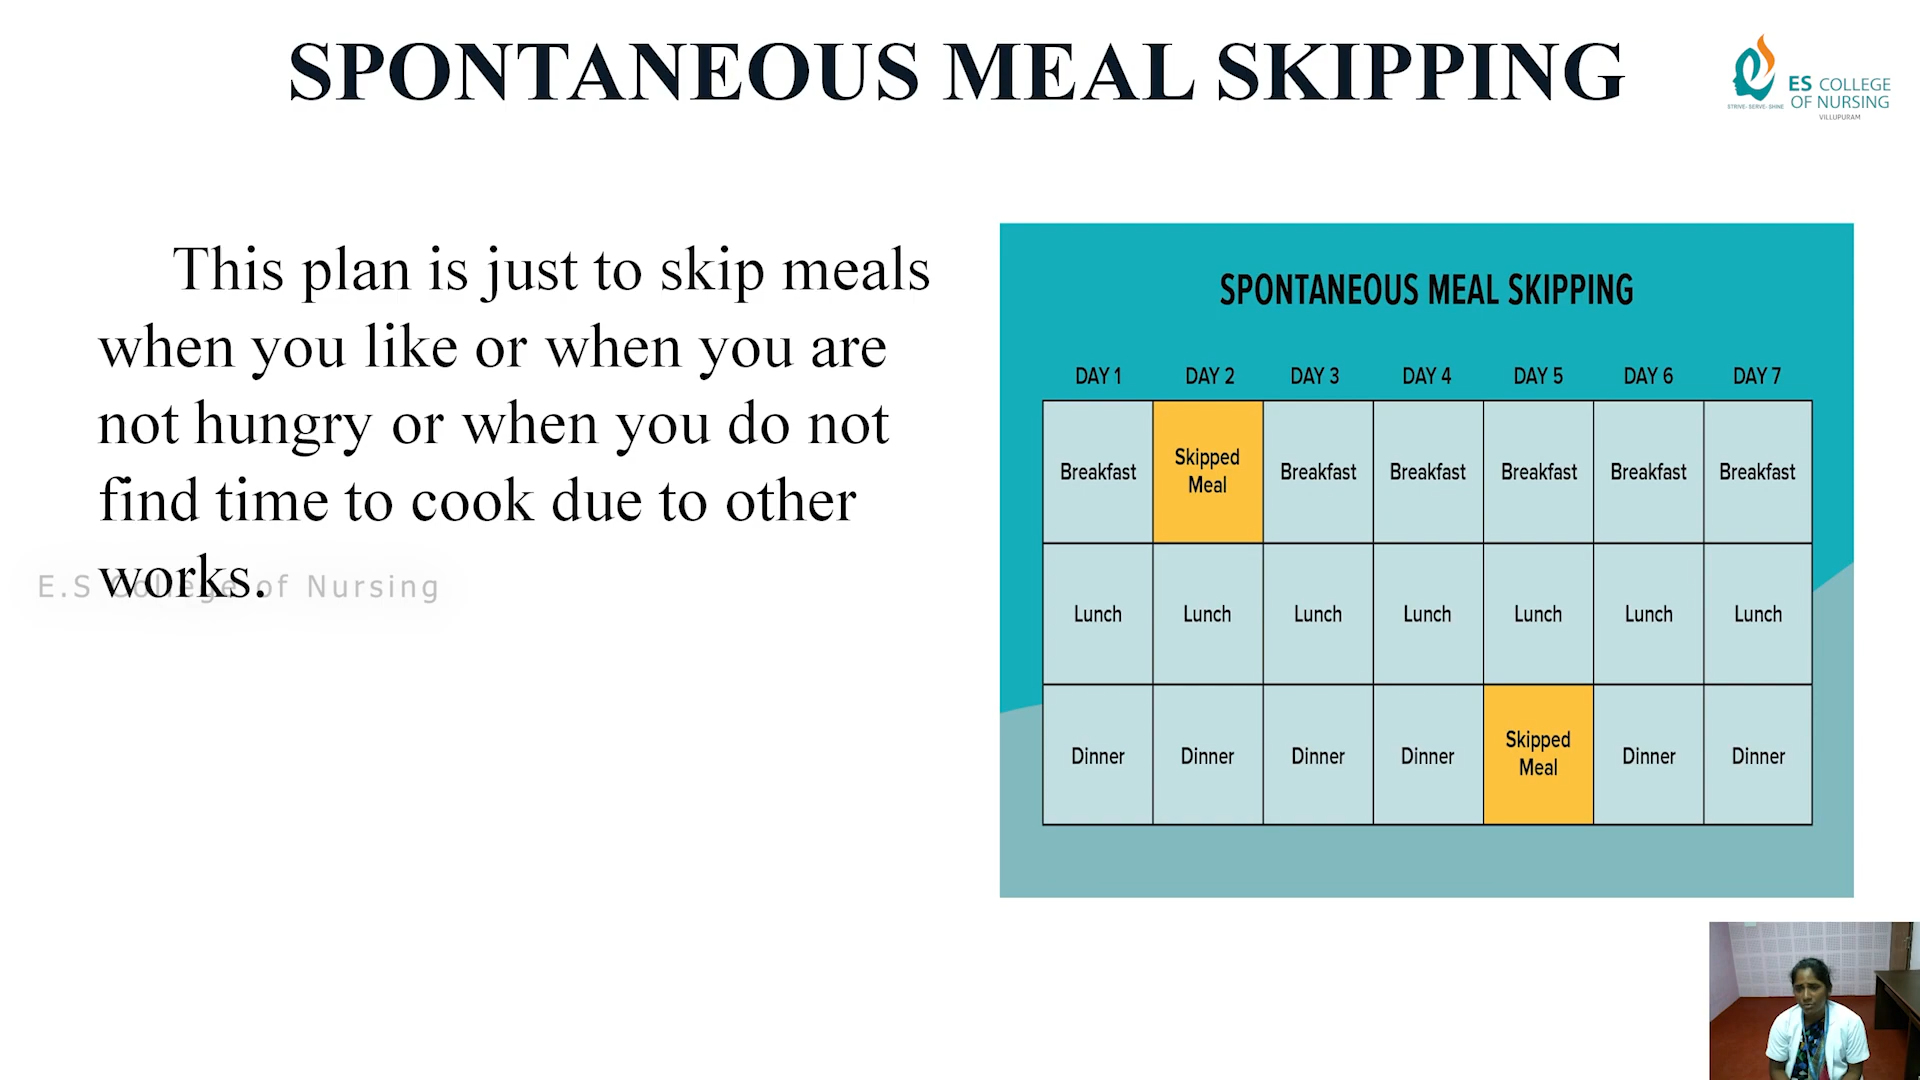 SPONTANEOUS MEAL SKIPPING
ES COLLEGE
OF NURSING
STRIVE- SERVE- SHINE
VILLUPURAM
This plan is just to skip meals
when you like or when you are
not hungry or when you do not
find time to cook due to other
works.
E.S College of Nursing
SPONTANEOUS MEAL SKIPPING
DAY 1 DAY 2 DAY 3 DAY 4 DAY 5 DAY 6 DAY 7
Breakfast Skipped Meal Breakfast Breakfast Breakfast Breakfast Breakfast
Lunch Lunch Lunch Lunch Lunch Lunch Lunch
Dinner Dinner Dinner Dinner Skipped Meal Dinner Dinner